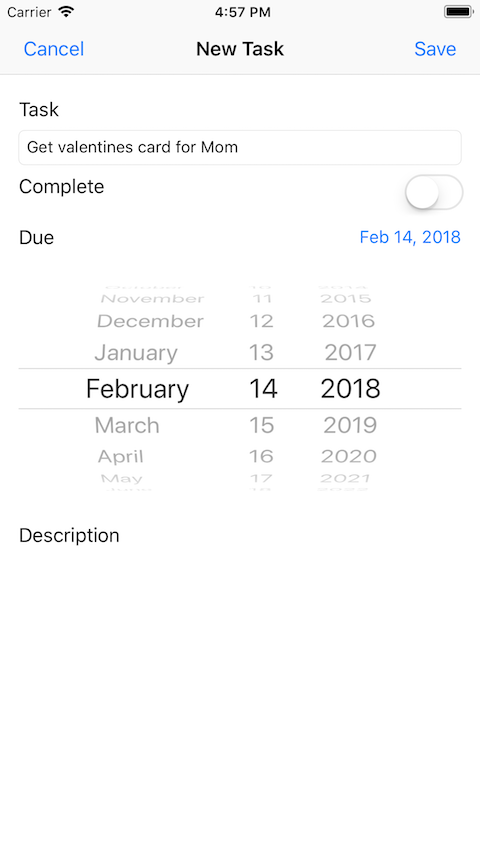 Carrier 4:57 PM
Cancel New Task Save
Task
Get valentines card for Mom
Complete
Due Feb 14, 2018
November 11 2015
December 12 2016
January 13 2017
February 14 2018
March 15 2019
April 16 2020
May 17 2021
Description